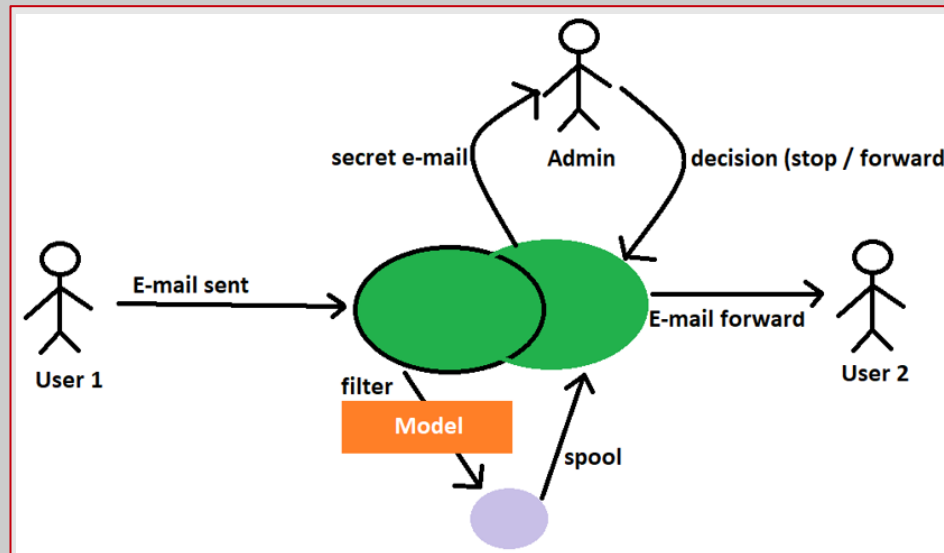 secret e-mail
Admin
decision (stop / forward
E-mail sent
E-mail forward
User 1
User 2
filter
Model
spool